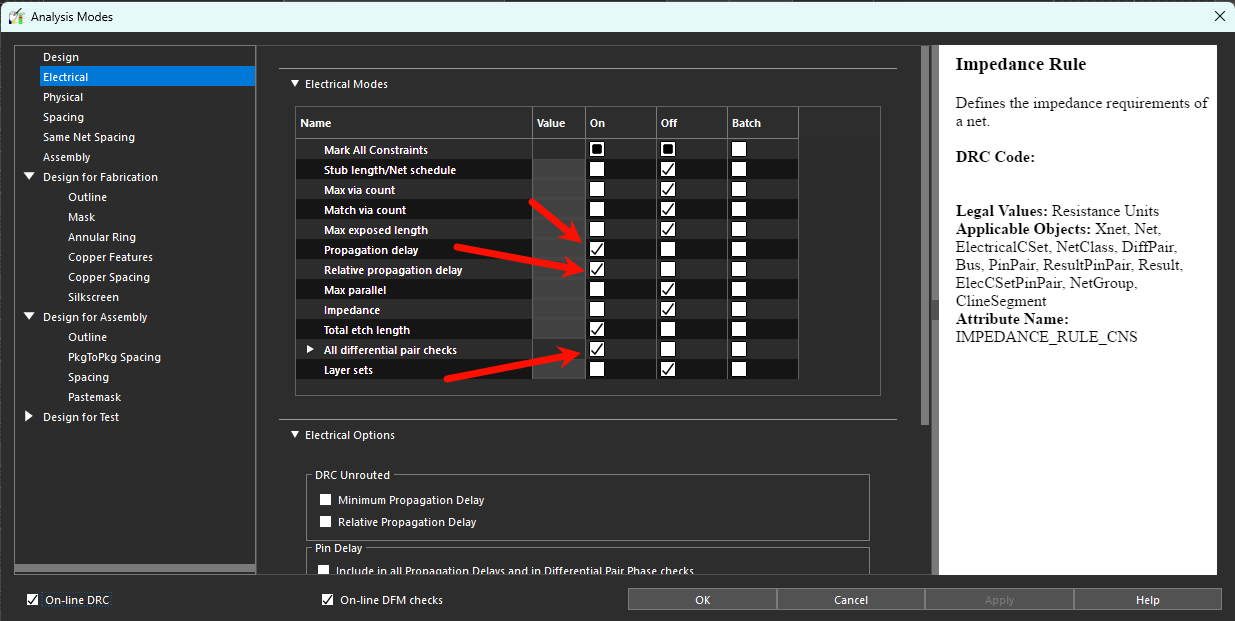 Analysis Modes
Design
Electrical
Physical
Spacing
Same Net Spacing
Assembly
Design for Fabrication
Outline
Mask
Annular Ring
Copper Features
Copper Spacing
Silkscreen
Design for Assembly
Outline
PkgToPkg Spacing
Spacing
Pastemask
Design for Test
Electrical Modes
Name Value On Off Batch
Mark All Constraints
Stub length/Net schedule
Max via count
Match via count
Max exposed length
Propagation delay
Relative propagation delay
Max parallel
Impedance
Total etch length
All differential pair checks
Layer sets
Electrical Options
DRC Unrouted
Minimum Propagation Delay
Relative Propagation Delay
Pin Delay
Include in all Propagation Delays and in Differential Pair Phase checks
Impedance Rule
Defines the impedance requirements of
a net.
DRC Code:
Legal Values: Resistance Units
Applicable Objects: Xnet, Net,
ElectricalCSet, NetClass, DiffPair,
Bus, PinPair, ResultPinPair, Result,
ElecCSetPinPair, NetGroup,
ClineSegment
Attribute Name:
IMPEDANCE_RULE_CNS
On-line DRC
On-line DFM checks
OK
Cancel
Apply
Help